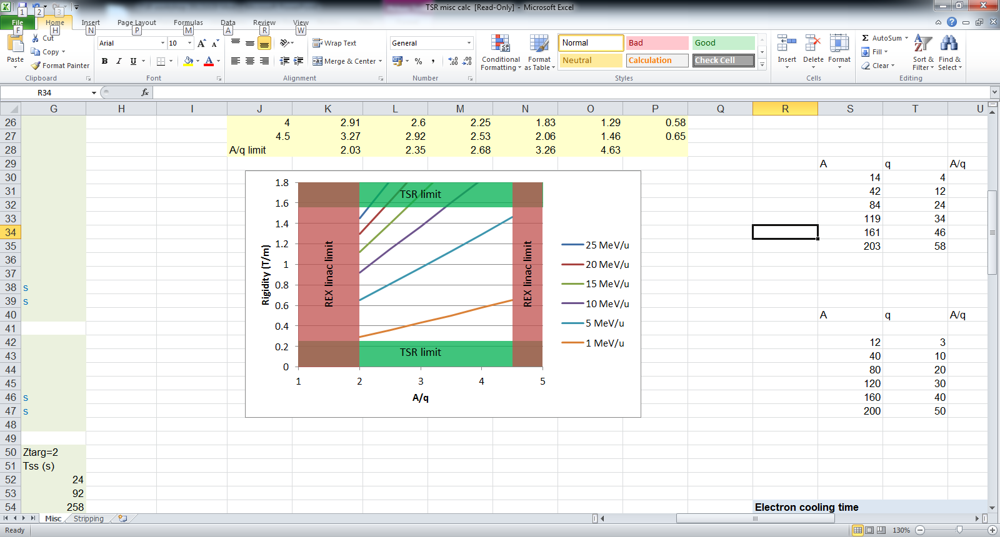 TSR misc calc [Read-Only] - Microsoft Excel
1 2 3
File Home Insert Page Layout Formulas Data Review View
F H N P M A R W
Paste Cut Copy Format Painter
Clipboard
Arial 10 A A
B I U A
Font
Wrap Text
Merge & Center
Alignment
General
% , .00 .00
Number
Conditional Formatting Format as Table
Normal Bad Good
Neutral Calculation Check Cell
Styles
Insert Delete Format
Cells
Σ AutoSum Fill Clear Sort & Filter Find & Select
Editing
R34 fx
G H I J K L M N O P Q R S T U
26 4 2.91 2.6 2.25 1.83 1.29 0.58
27 4.5 3.27 2.92 2.53 2.06 1.46 0.65
28 A/q limit 2.03 2.35 2.68 3.26 4.63
29 A q A/q
30 14 4
31 42 12
32 84 24
33 119 34
34 161 46
35 203 58
36
37
38 s
39 s
40 A q A/q
41
42 12 3
43 40 10
44 80 20
45 120 30
46 s 160 40
47 s 200 50
48
49
50 Ztarg=2
51 Tss (s)
52 24
53 92
54 258 Electron cooling time
1.8
1.6
1.4
1.2
1
0.8
0.6
0.4
0.2
0
Rigidity (T/m)
TSR limit
REX linac limit
REX linac limit
TSR limit
1 2 3 4 5
A/q
25 MeV/u
20 MeV/u
15 MeV/u
10 MeV/u
5 MeV/u
1 MeV/u
Misc Stripping
Ready 130%